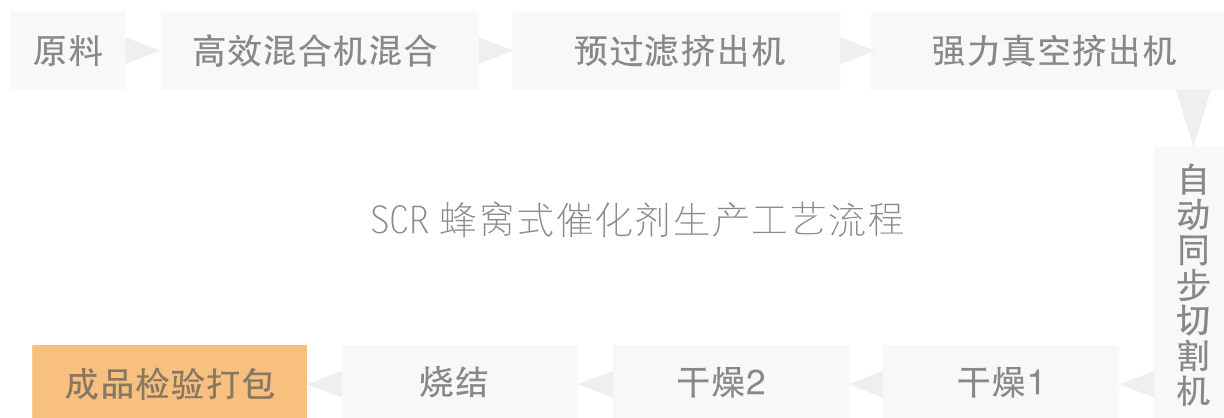 原料
高效混合机混合
预过滤挤出机
强力真空挤出机
自动同步切割机
SCR 蜂窝式催化剂生产工艺流程
干燥1
干燥2
烧结
成品检验打包